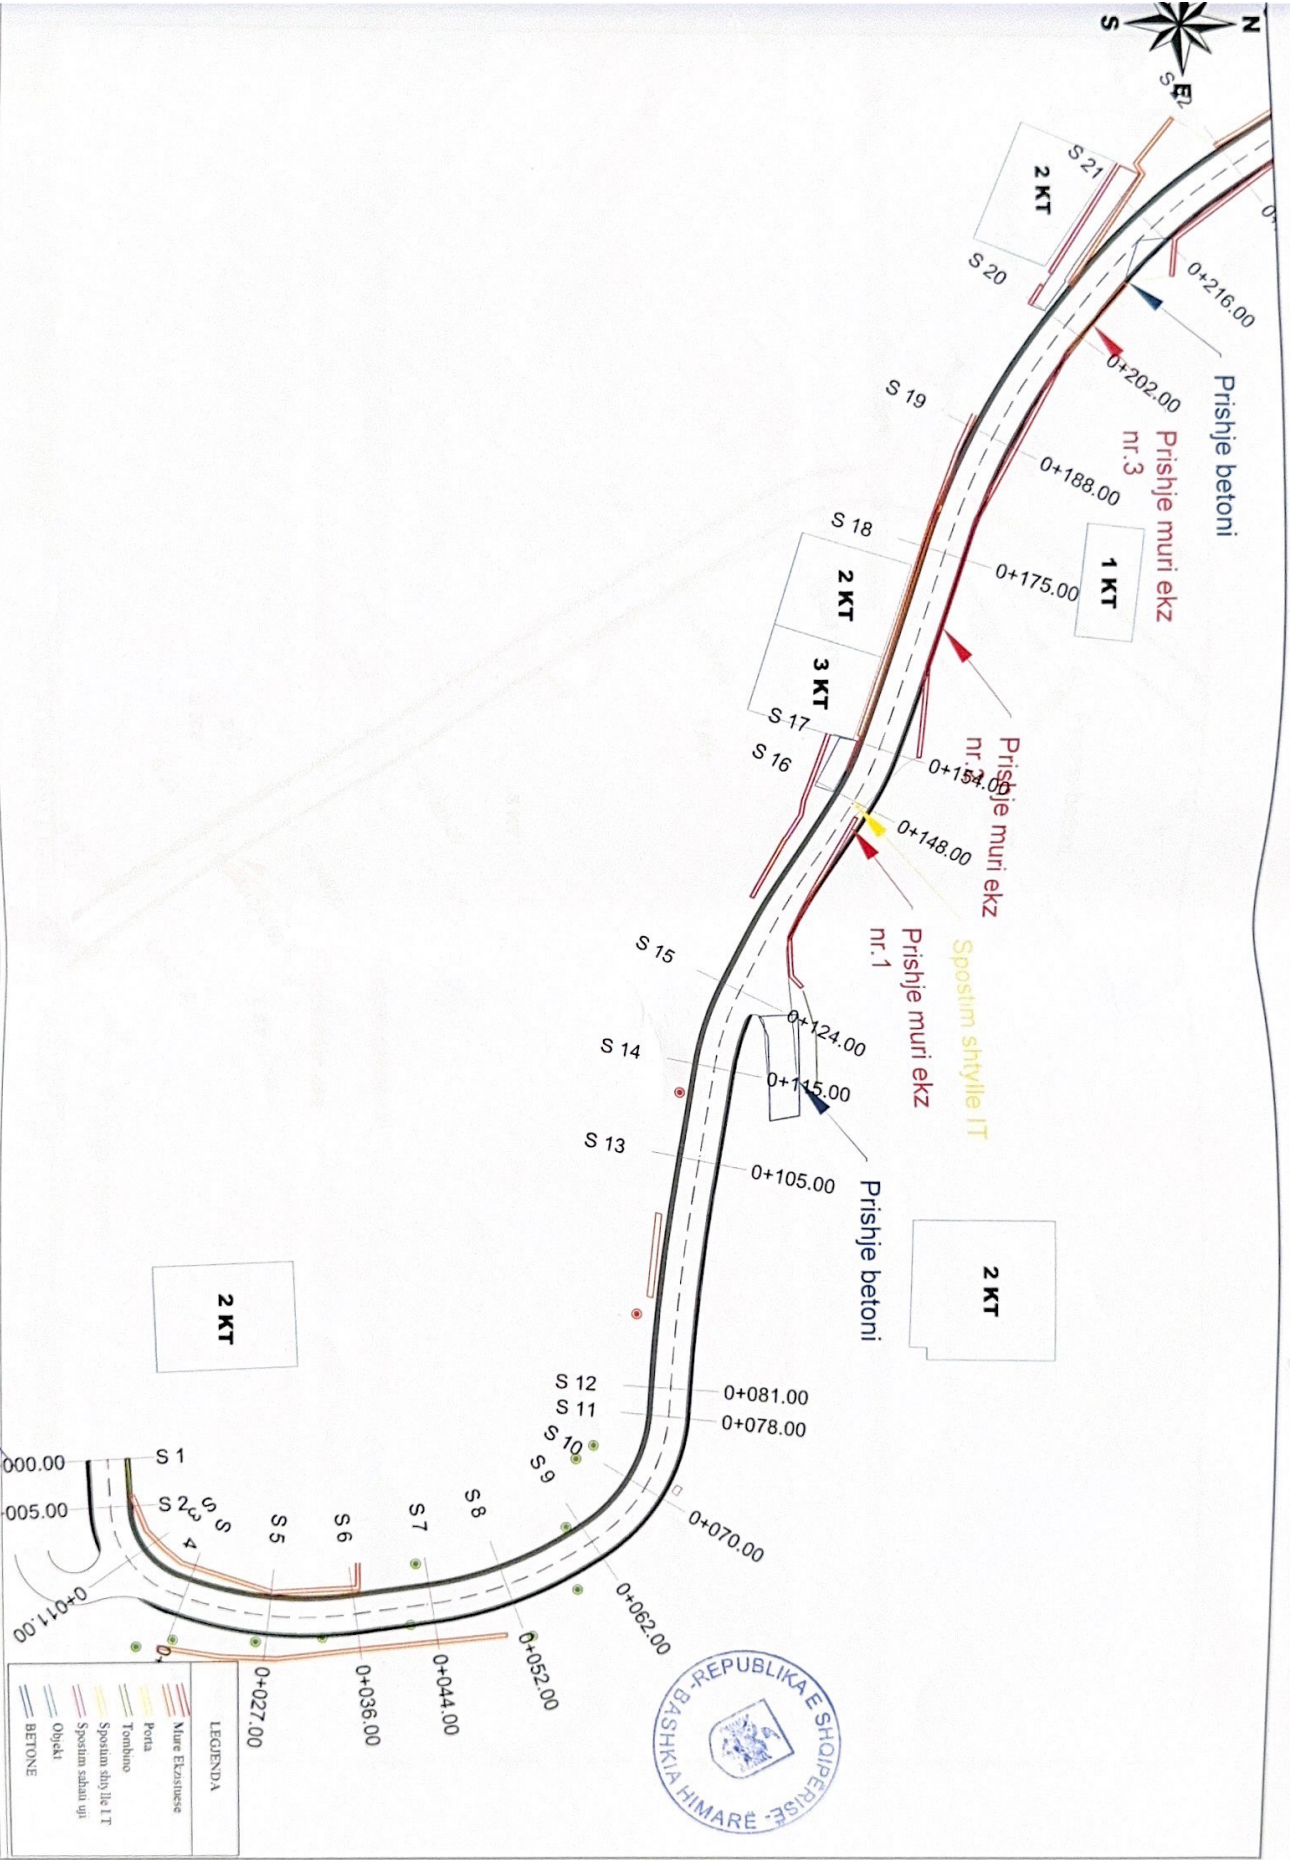 N
S
E
S 21
2 KT
S 20
0+216.00
Prishje betoni
0+202.00
Prishje muri ekz
nr.3
S 19
0+188.00
S 18
0+175.00
1 KT
2 KT
3 KT
S 17
S 16
0+154.00
Prishje muri ekz
0+148.00
Prishje muri ekz
nr.1
Spostim shtylle IT
S 15
0+124.00
S 14
0+115.00
S 13
0+105.00
Prishje betoni
2 KT
2 KT
S 12
0+081.00
S 11
0+078.00
S 10
S 9
0+070.00
S 8
0+062.00
S 7
0+052.00
S 6
0+044.00
S 5
0+036.00
0+027.00
S 4
S 3
S 2
S 1
000.00
005.00
0+011.00
REPUBLIKA E SHQIPËRISË - BASHKIA HIMARË -
LEGJENDA
Mure Ekzistuese
Porta
Tombino
Spostim shtylle I.T
Spostim sahati uji
Objekt
BETONE